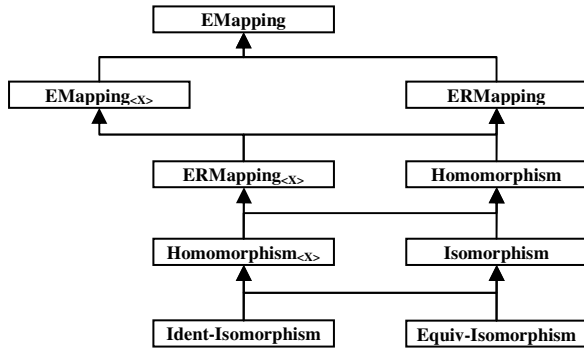 EMapping
EMapping<X>
ERMapping
ERMapping<X>
Homomorphism
Homomorphism<X>
Isomorphism
Ident-Isomorphism
Equiv-Isomorphism